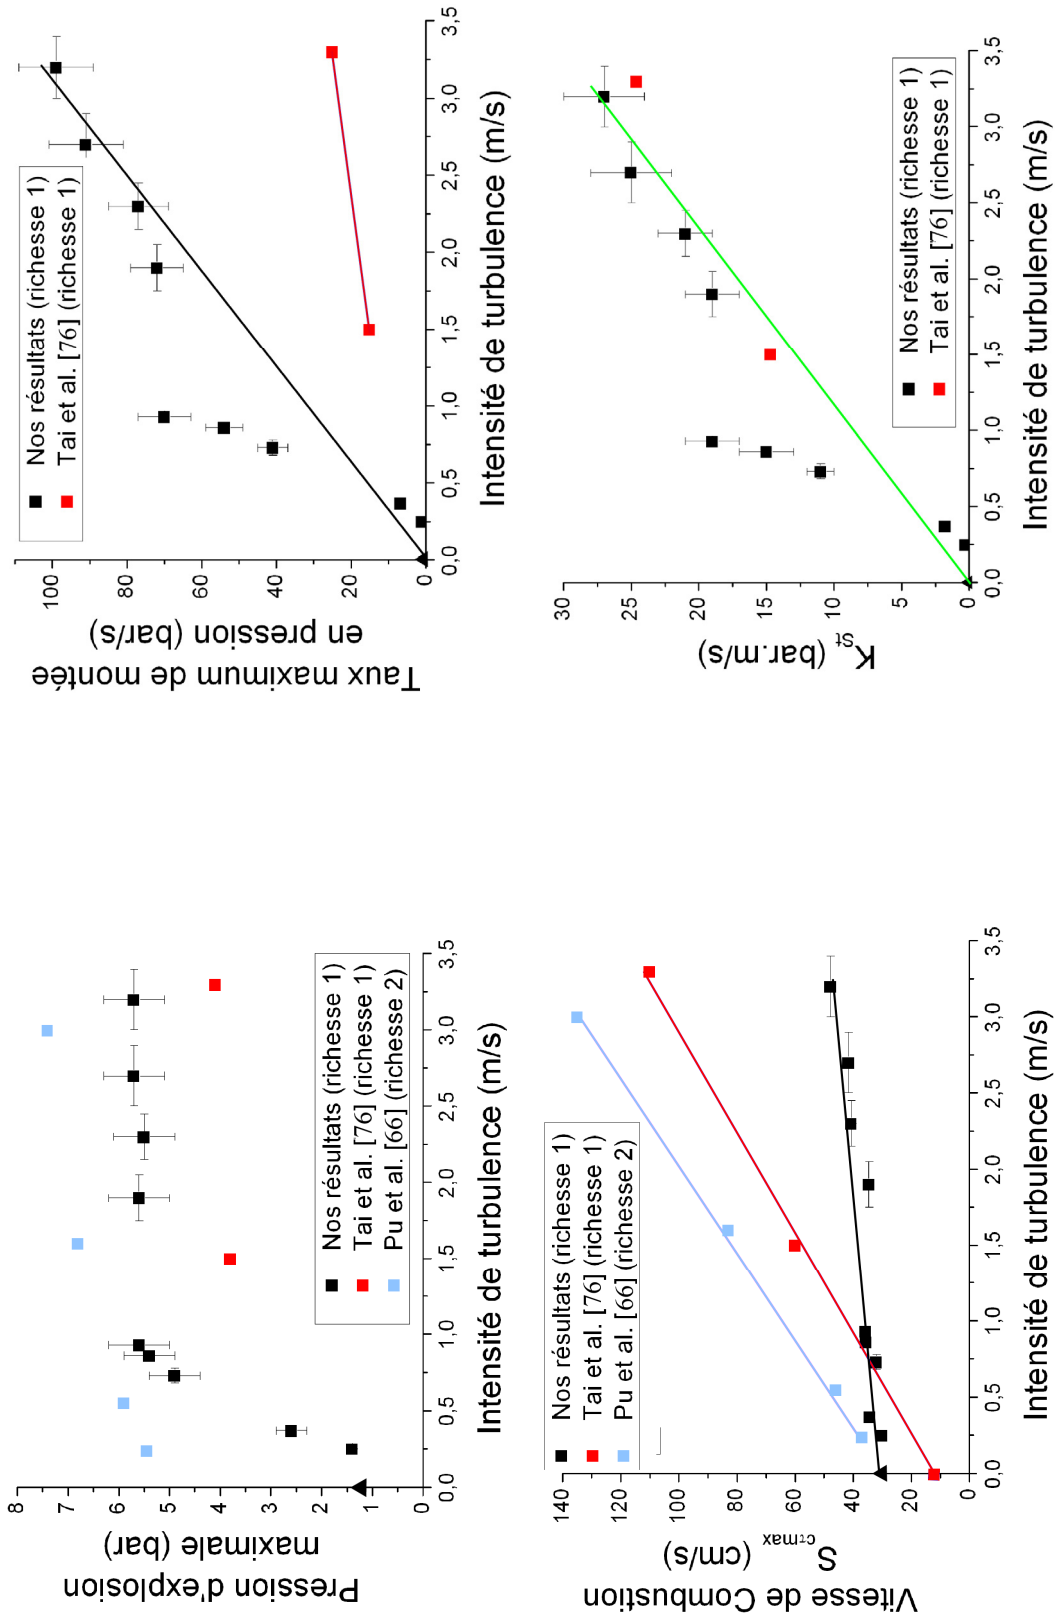 Pression d'explosion
maximale (bar)
8
7
6
5
4
3
2
1
0
Nos résultats (richesse 1)
Tai et al. [76] (richesse 1)
Pu et al. [66] (richesse 2)
0,0 0,5 1,0 1,5 2,0 2,5 3,0 3,5
Intensité de turbulence (m/s)
Taux maximum de montée
en pression (bar/s)
100
80
60
40
20
0
Nos résultats (richesse 1)
Tai et al. [76] (richesse 1)
0,0 0,5 1,0 1,5 2,0 2,5 3,0 3,5
Intensité de turbulence (m/s)
Vitesse de Combustion
S cτmax (cm/s)
140
120
100
80
60
40
20
0
Nos résultats (richesse 1)
Tai et al. [76] (richesse 1)
Pu et al. [66] (richesse 2)
0,0 0,5 1,0 1,5 2,0 2,5 3,0 3,5
Intensité de turbulence (m/s)
K St (bar.m/s)
30
25
20
15
10
5
0
Nos résultats (richesse 1)
Tai et al. [76] (richesse 1)
0,0 0,5 1,0 1,5 2,0 2,5 3,0 3,5
Intensité de turbulence (m/s)